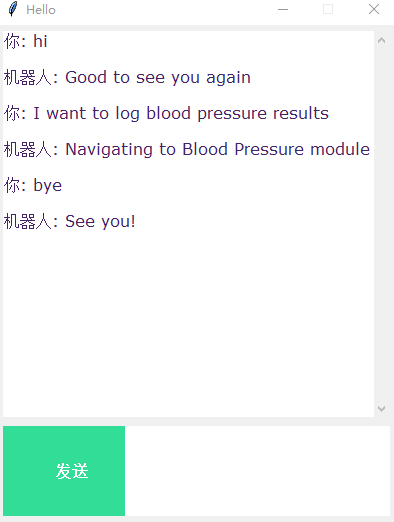 Hello
你: hi
机器人: Good to see you again
你: I want to log blood pressure results
机器人: Navigating to Blood Pressure module
你: bye
机器人: See you!
发送